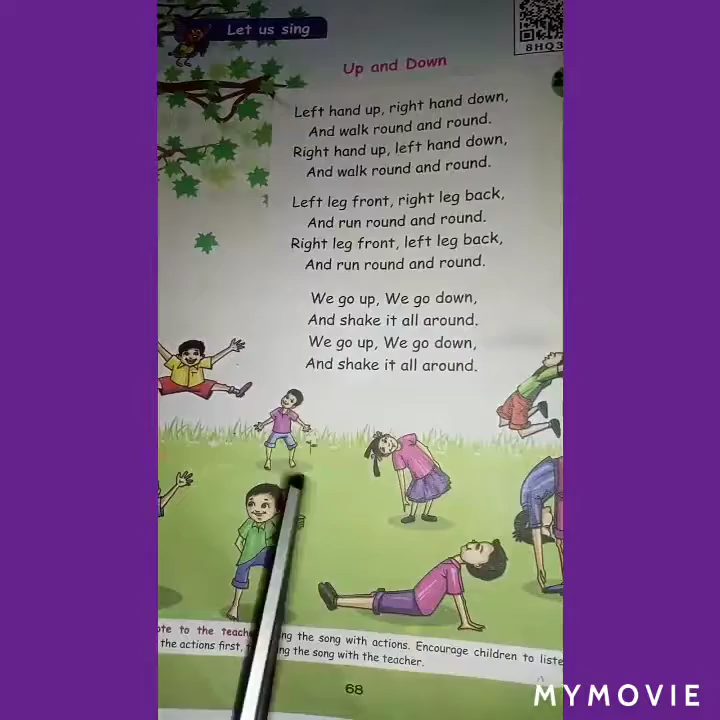 Let us sing
8HQ3
Up and Down
Left hand up, right hand down,
And walk round and round.
Right hand up, left hand down,
And walk round and round.
Left leg front, right leg back,
And run round and round.
Right leg front, left leg back,
And run round and round.
We go up, We go down,
And shake it all around.
We go up, We go down,
And shake it all around.
to the teacher the song with actions. Encourage children to
the actions first, the song with the teacher.
68
MYMOVIE